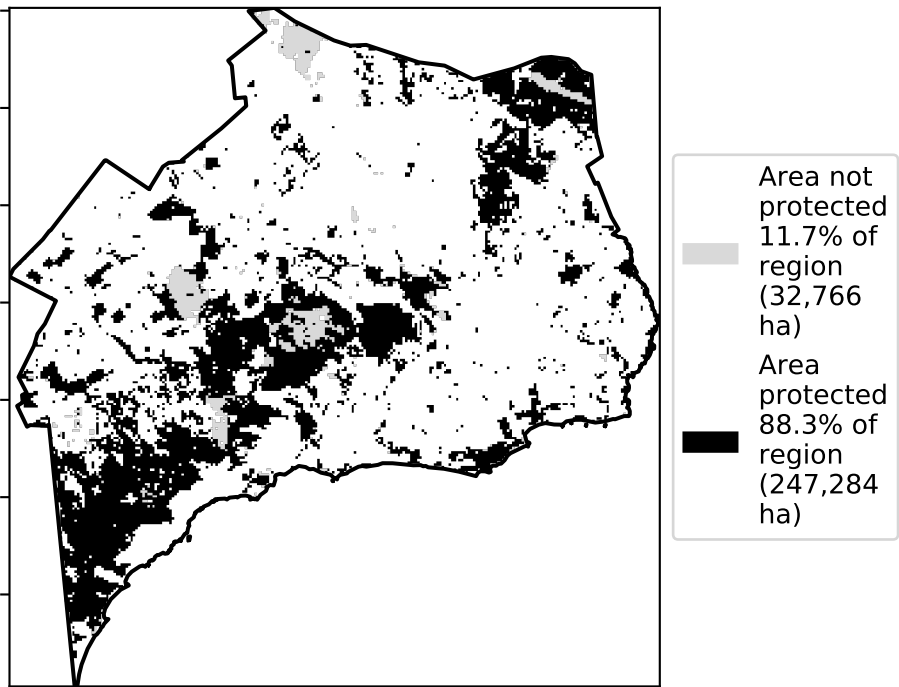 Area not
protected
11.7% of
region
(32,766
ha)
Area
protected
88.3% of
region
(247,284
ha)